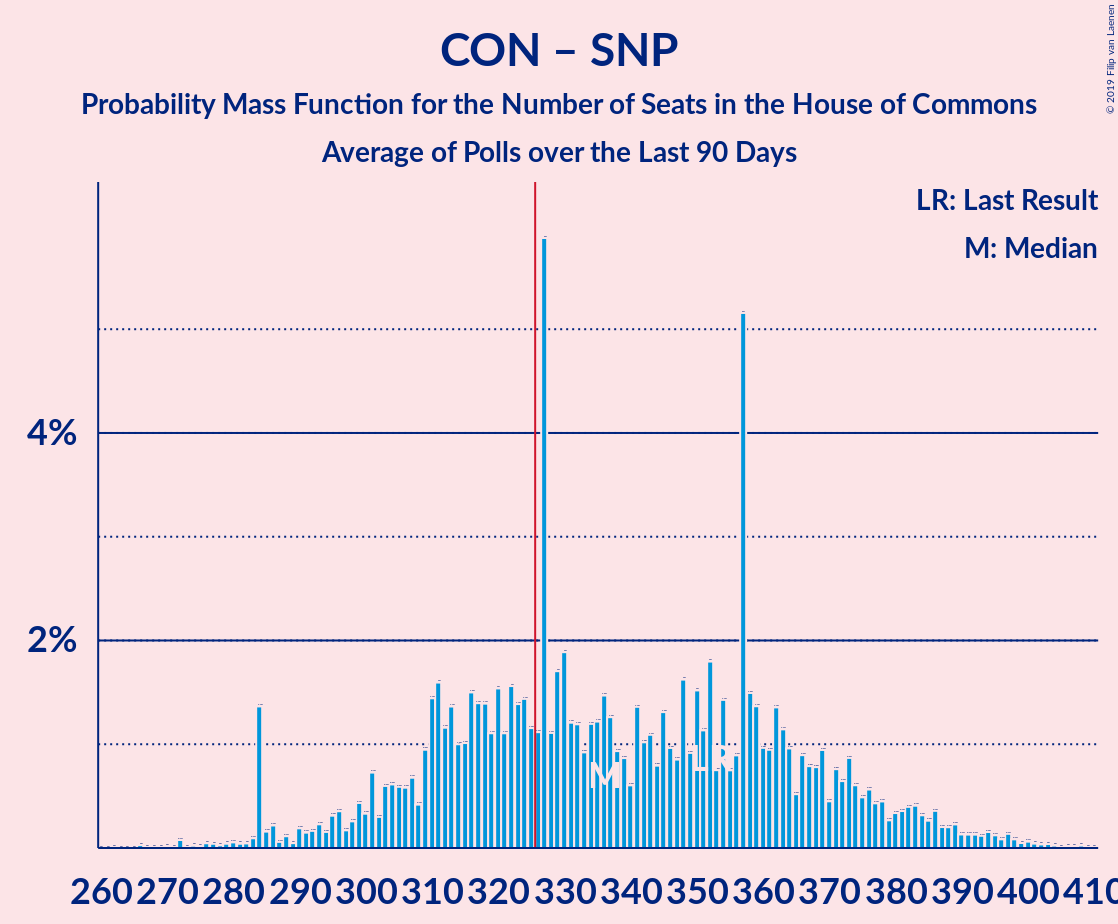 CON – SNP
Probability Mass Function for the Number of Seats in the House of Commons
Average of Polls over the Last 90 Days
© 2019 Filip van Laenen
LR: Last Result
M: Median
4%
2%
M
LR
260 270 280 290 300 310 320 330 340 350 360 370 380 390 400 410